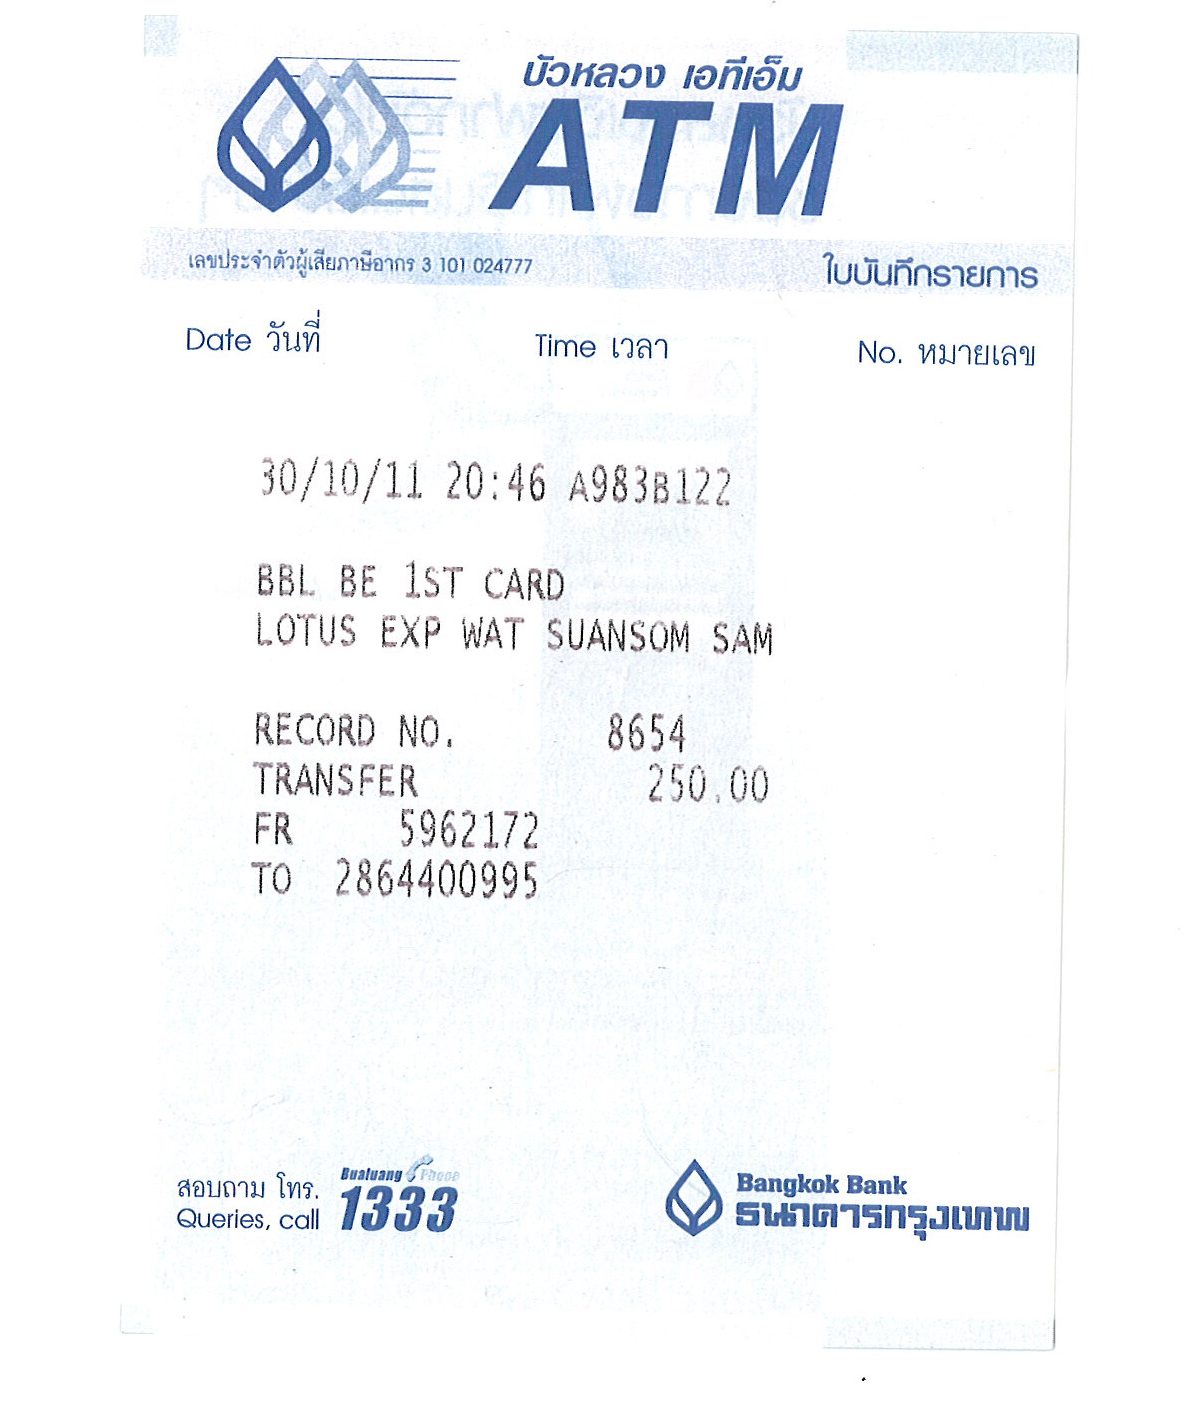 บัวหลวง เอทีเอ็ม
ATM
เลขประจำตัวผู้เสียภาษีอากร 3 101 024777
ใบบันทึกรายการ
Date วันที่ Time เวลา No. หมายเลข
30/10/11 20:46 A983B122
BBL BE 1ST CARD
LOTUS EXP WAT SUANSOM SAM
RECORD NO. 8654
TRANSFER 250.00
FR 5962172
TO 2864400995
สอบถาม โทร.
Queries, call
Bualuang Phone
1333
Bangkok Bank
ธนาคารกรุงเทพ